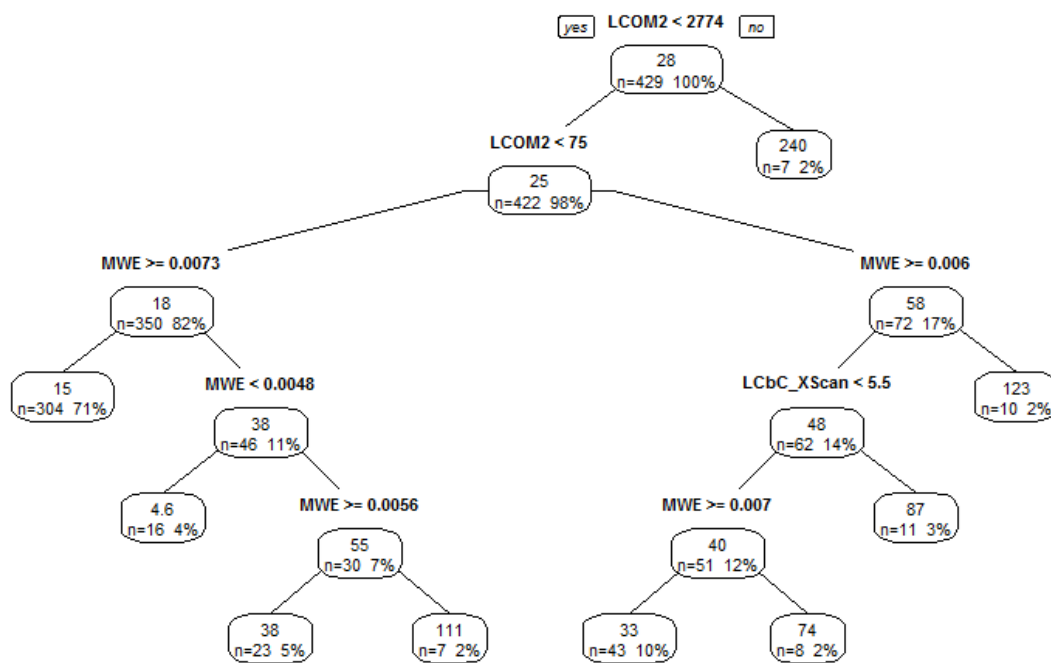 yes LCOM2 < 2774 no
28
n=429 100%
LCOM2 < 75
240
n=7 2%
25
n=422 98%
MWE >= 0.0073
MWE >= 0.006
18
n=350 82%
58
n=72 17%
MWE < 0.0048
LCbC_XScan < 5.5
15
n=304 71%
123
n=10 2%
38
n=46 11%
48
n=62 14%
MWE >= 0.0056
MWE >= 0.007
4.6
n=16 4%
87
n=11 3%
55
n=30 7%
40
n=51 12%
38
n=23 5%
111
n=7 2%
33
n=43 10%
74
n=8 2%